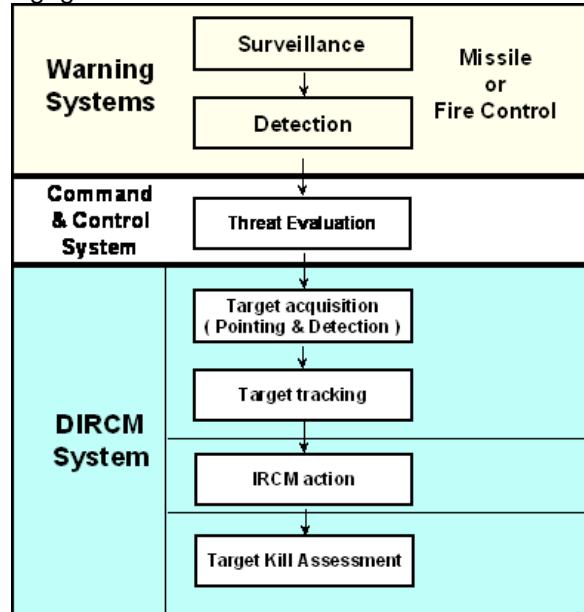 Surveillance
Warning
Systems
Missile
or
Fire Control
Detection
Command
& Control
System
Threat Evaluation
Target acquisition
( Pointing & Detection )
Target tracking
DIRCM
System
IRCM action
Target Kill Assessment